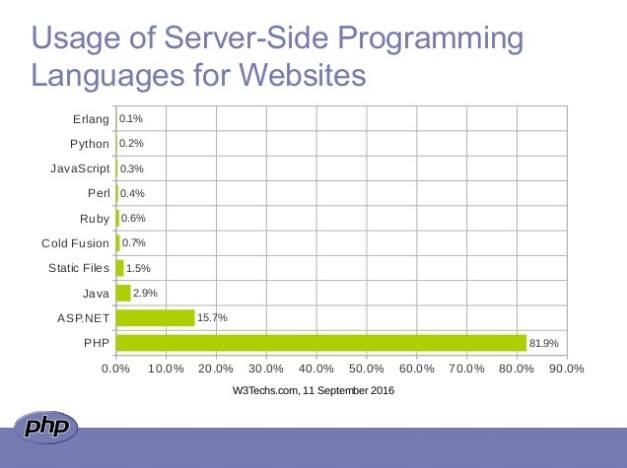 Usage of Server-Side Programming
Languages for Websites
Erlang 0.1%
Python 0.2%
JavaScript 0.3%
Perl 0.4%
Ruby 0.6%
Cold Fusion 0.7%
Static Files 1.5%
Java 2.9%
ASP.NET 15.7%
PHP 81.9%
0.0% 10.0% 20.0% 30.0% 40.0% 50.0% 60.0% 70.0% 80.0% 90.0%
W3Techs.com, 11 September 2016
php